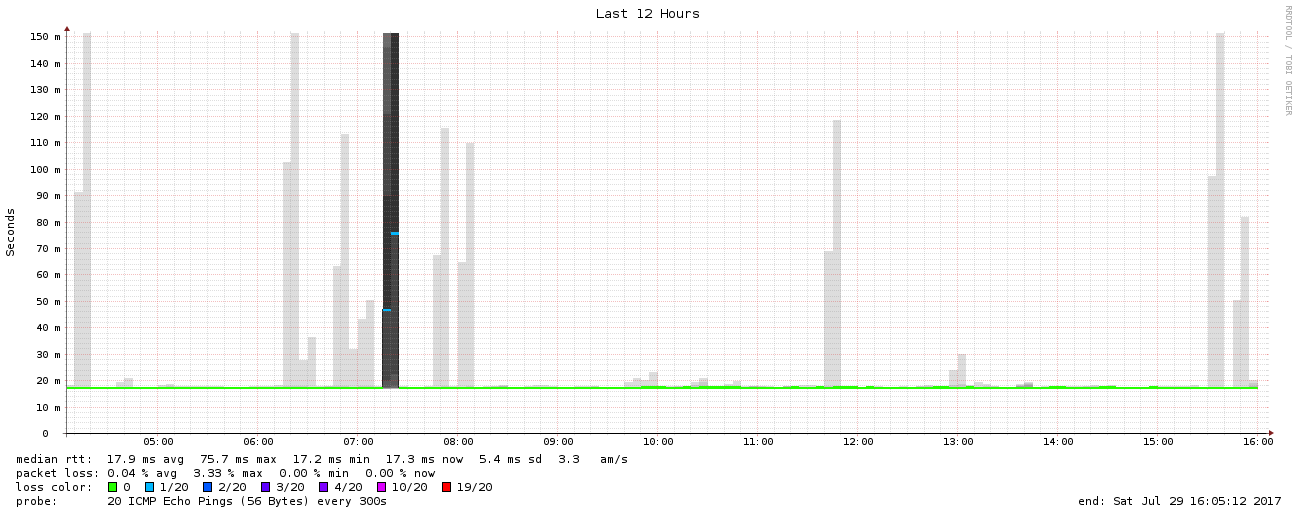 Last 12 Hours
RRDTOOL / TOBI OETIKER
Seconds
150 m
140 m
130 m
120 m
110 m
100 m
90 m
80 m
70 m
60 m
50 m
40 m
30 m
20 m
10 m
0
05:00 06:00 07:00 08:00 09:00 10:00 11:00 12:00 13:00 14:00 15:00 16:00
median rtt: 17.9 ms avg 75.7 ms max 17.2 ms min 17.3 ms now 5.4 ms sd 3.3 am/s
packet loss: 0.04 % avg 3.33 % max 0.00 % min 0.00 % now
loss color: 0 1/20 2/20 3/20 4/20 10/20 19/20
probe: 20 ICMP Echo Pings (56 Bytes) every 300s end: Sat Jul 29 16:05:12 2017